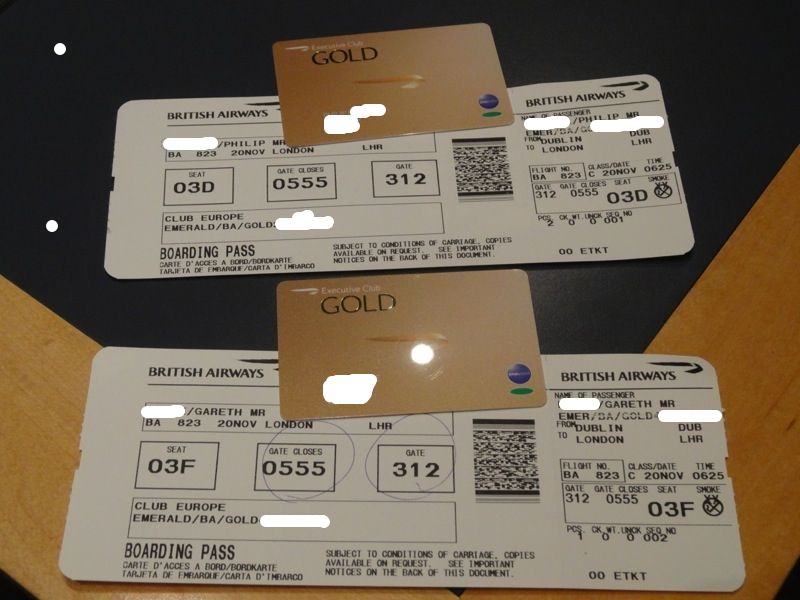 Executive Club
GOLD
BRITISH AIRWAYS
/PHILIP MR
BA 823 20NOV LONDON LHR
SEAT
03D
GATE CLOSES
0555
GATE
312
CLUB EUROPE
EMERALD/BA/GOLD
BOARDING PASS
CARTE D'ACCES A BORD/BORDKARTE
TARJETA DE EMBARQUE/CARTA D'IMBARCO
SUBJECT TO CONDITIONS OF CARRIAGE, COPIES
AVAILABLE ON REQUEST. SEE IMPORTANT
NOTICES ON THE BACK OF THIS DOCUMENT.
BRITISH AIRWAYS
NAME OF PASSENGER
/PHILIP MR
EMER/BA/GOLD
FROM DUBLIN DUB
TO LONDON LHR
FLIGHT NO. CLASS/DATE TIME
BA 823 C 20NOV 0625
GATE GATE CLOSES SEAT SMOKE
312 0555 03D
PCS. CK.WT. UNCK SEQ NO
2 0 0 001
00 ETKT
Executive Club
GOLD
BRITISH AIRWAYS
/GARETH MR
BA 823 20NOV LONDON LHR
SEAT
03F
GATE CLOSES
0555
GATE
312
CLUB EUROPE
EMERALD/BA/GOLD
BOARDING PASS
CARTE D'ACCES A BORD/BORDKARTE
TARJETA DE EMBARQUE/CARTA D'IMBARCO
SUBJECT TO CONDITIONS OF CARRIAGE, COPIES
AVAILABLE ON REQUEST. SEE IMPORTANT
NOTICES ON THE BACK OF THIS DOCUMENT.
BRITISH AIRWAYS
NAME OF PASSENGER
/GARETH MR
EMER/BA/GOLD
FROM DUBLIN DUB
TO LONDON LHR
FLIGHT NO. CLASS/DATE TIME
BA 823 C 20NOV 0625
GATE GATE CLOSES SEAT SMOKE
312 0555 03F
PCS. CK.WT. UNCK SEQ NO
1 0 0 002
00 ETKT